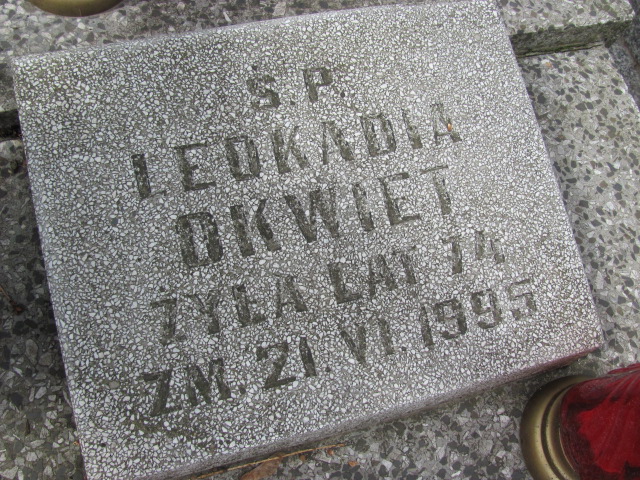 Ś.P.
LEOKADIA
OKWIET
ŻYŁA LAT 74
ZM. 21. VI. 1995